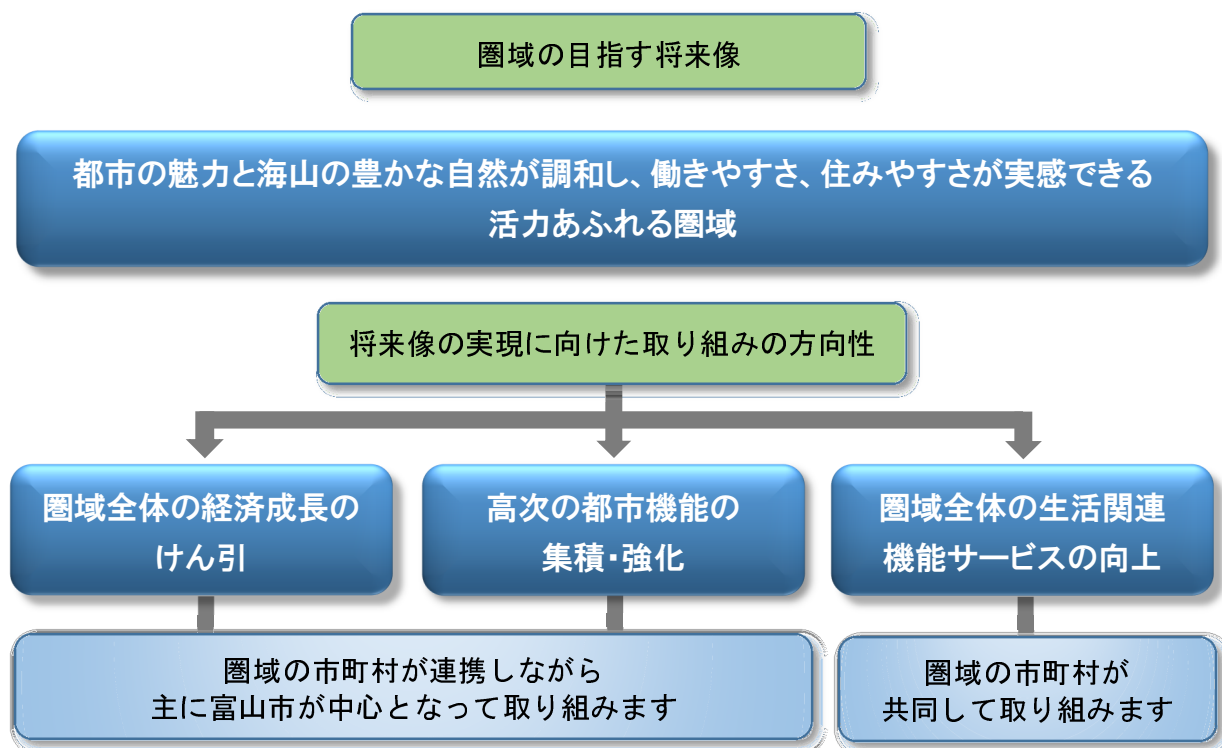 圏域の目指す将来像
都市の魅力と海山の豊かな自然が調和し、働きやすさ、住みやすさが実感できる
活力あふれる圏域
将来像の実現に向けた取り組みの方向性
圏域全体の経済成長の
けん引
高次の都市機能の
集積・強化
圏域全体の生活関連
機能サービスの向上
圏域の市町村が連携しながら
主に富山市が中心となって取り組みます
圏域の市町村が
共同して取り組みます